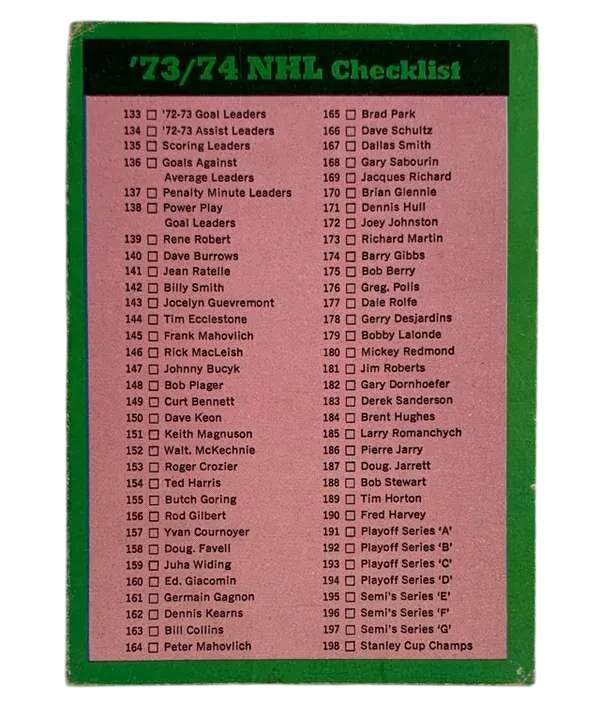 '73/74 NHL Checklist
133 ☐ '72-73 Goal Leaders
134 ☐ '72-73 Assist Leaders
135 ☐ Scoring Leaders
136 ☐ Goals Against
Average Leaders
137 ☐ Penalty Minute Leaders
138 ☐ Power Play
Goal Leaders
139 ☐ Rene Robert
140 ☐ Dave Burrows
141 ☐ Jean Ratelle
142 ☐ Billy Smith
143 ☐ Jocelyn Guevremont
144 ☐ Tim Ecclestone
145 ☐ Frank Mahovlich
146 ☐ Rick MacLeish
147 ☐ Johnny Bucyk
148 ☐ Bob Plager
149 ☐ Curt Bennett
150 ☐ Dave Keon
151 ☐ Keith Magnuson
152 ☐ Walt. McKechnie
153 ☐ Roger Crozier
154 ☐ Ted Harris
155 ☐ Butch Goring
156 ☐ Rod Gilbert
157 ☐ Yvan Cournoyer
158 ☐ Doug. Favell
159 ☐ Juha Widing
160 ☐ Ed. Giacomin
161 ☐ Germain Gagnon
162 ☐ Dennis Kearns
163 ☐ Bill Collins
164 ☐ Peter Mahovlich
165 ☐ Brad Park
166 ☐ Dave Schultz
167 ☐ Dallas Smith
168 ☐ Gary Sabourin
169 ☐ Jacques Richard
170 ☐ Brian Glennie
171 ☐ Dennis Hull
172 ☐ Joey Johnston
173 ☐ Richard Martin
174 ☐ Barry Gibbs
175 ☐ Bob Berry
176 ☐ Greg. Polis
177 ☐ Dale Rolfe
178 ☐ Gerry Desjardins
179 ☐ Bobby Lalonde
180 ☐ Mickey Redmond
181 ☐ Jim Roberts
182 ☐ Gary Dornhoefer
183 ☐ Derek Sanderson
184 ☐ Brent Hughes
185 ☐ Larry Romanchych
186 ☐ Pierre Jarry
187 ☐ Doug. Jarrett
188 ☐ Bob Stewart
189 ☐ Tim Horton
190 ☐ Fred Harvey
191 ☐ Playoff Series 'A'
192 ☐ Playoff Series 'B'
193 ☐ Playoff Series 'C'
194 ☐ Playoff Series 'D'
195 ☐ Semi's Series 'E'
196 ☐ Semi's Series 'F'
197 ☐ Semi's Series 'G'
198 ☐ Stanley Cup Champs